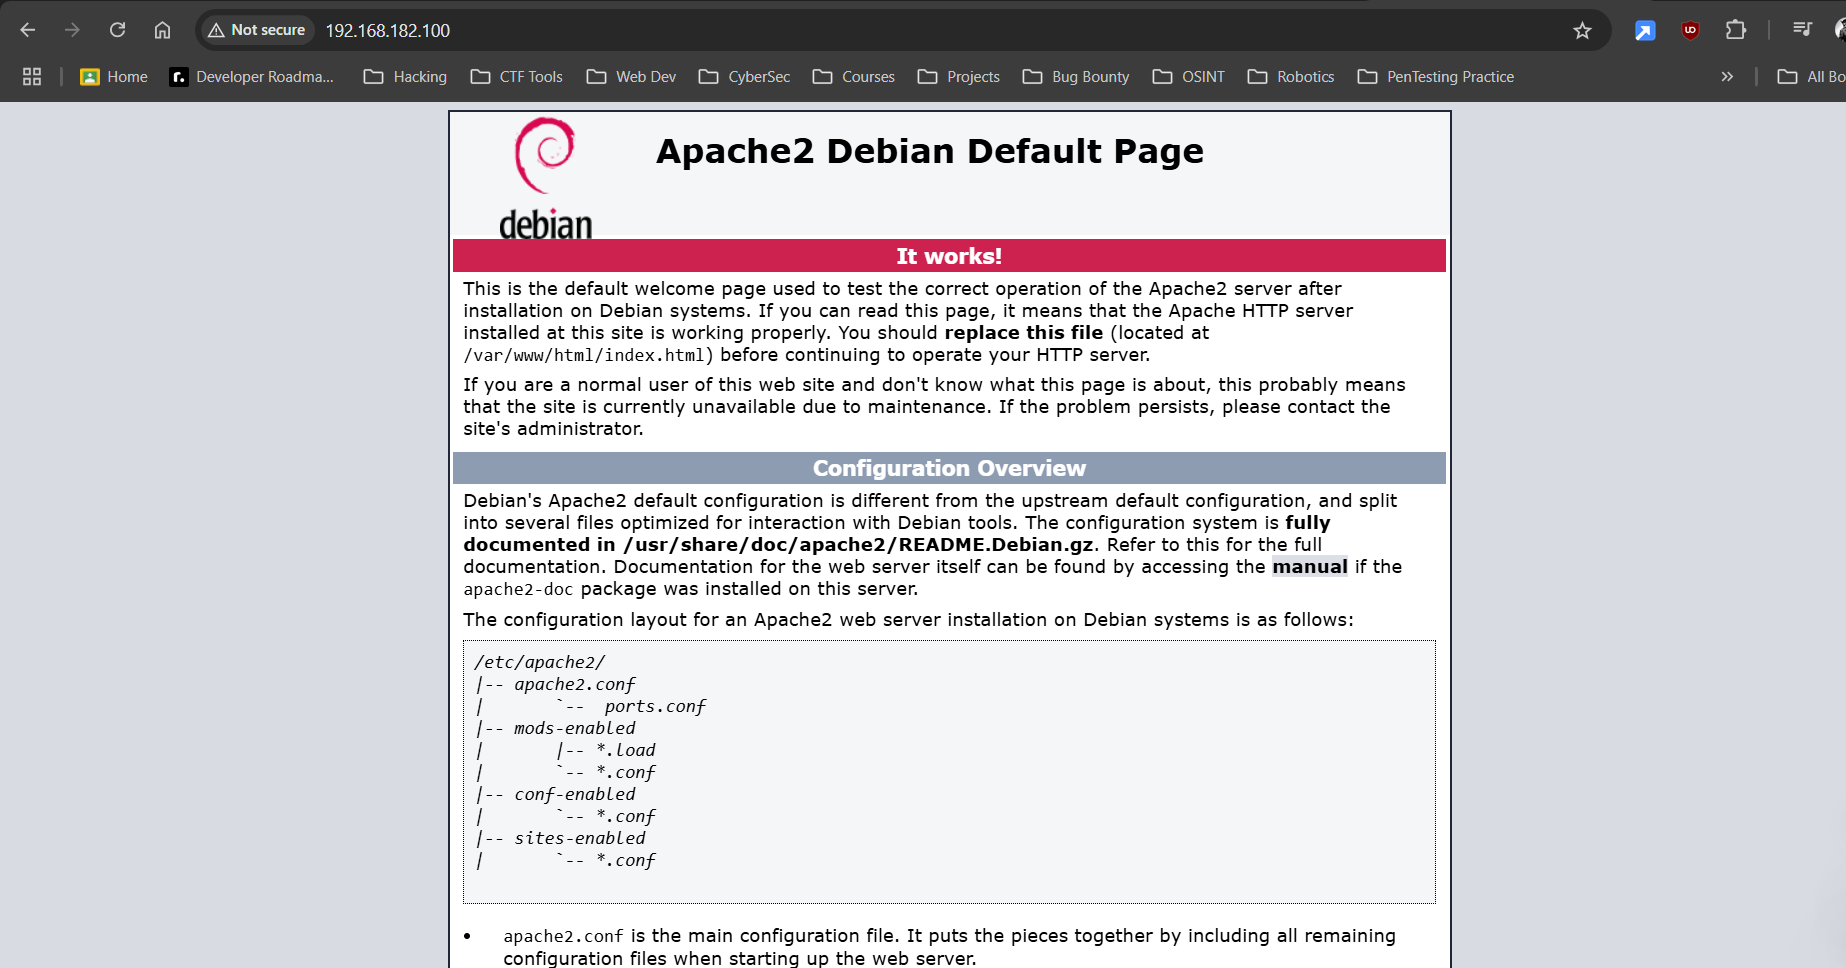 Not secure 192.168.182.100
Home Developer Roadma... Hacking CTF Tools Web Dev CyberSec Courses Projects Bug Bounty OSINT Robotics PenTesting Practice » All Bo
debian
Apache2 Debian Default Page
It works!
This is the default welcome page used to test the correct operation of the Apache2 server after
installation on Debian systems. If you can read this page, it means that the Apache HTTP server
installed at this site is working properly. You should replace this file (located at
/var/www/html/index.html) before continuing to operate your HTTP server.
If you are a normal user of this web site and don't know what this page is about, this probably means
that the site is currently unavailable due to maintenance. If the problem persists, please contact the
site's administrator.
Configuration Overview
Debian's Apache2 default configuration is different from the upstream default configuration, and split
into several files optimized for interaction with Debian tools. The configuration system is fully
documented in /usr/share/doc/apache2/README.Debian.gz. Refer to this for the full
documentation. Documentation for the web server itself can be found by accessing the manual if the
apache2-doc package was installed on this server.
The configuration layout for an Apache2 web server installation on Debian systems is as follows:
/etc/apache2/
|-- apache2.conf
|       `--  ports.conf
|-- mods-enabled
|       |-- *.load
|       `-- *.conf
|-- conf-enabled
|       `-- *.conf
|-- sites-enabled
|       `-- *.conf
• apache2.conf is the main configuration file. It puts the pieces together by including all remaining
configuration files when starting up the web server.